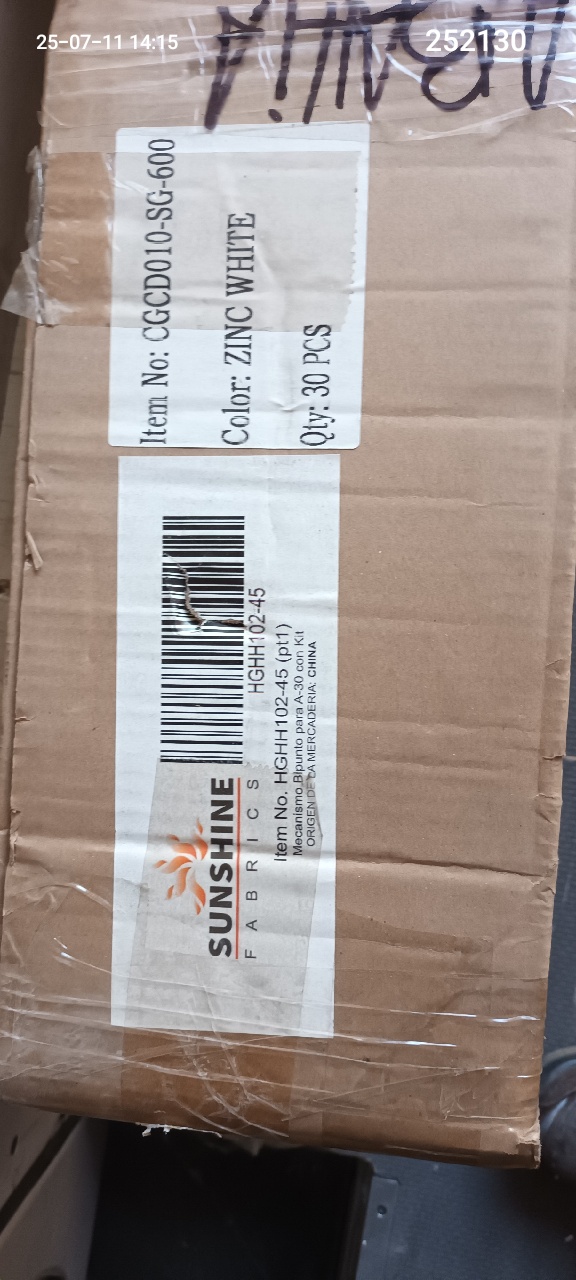 25-07-11 14:15
252130
Item No: CGCD010-SG-600
Color: ZINC WHITE
Qty: 30 PCS
SUNSHINE
FABRICS
HGHH102-45
Item No. HGHH102-45 (pt1)
Mecanismo Bipunto para A-30 con Kit
ORIGEN DE LA MERCADERIA: CHINA